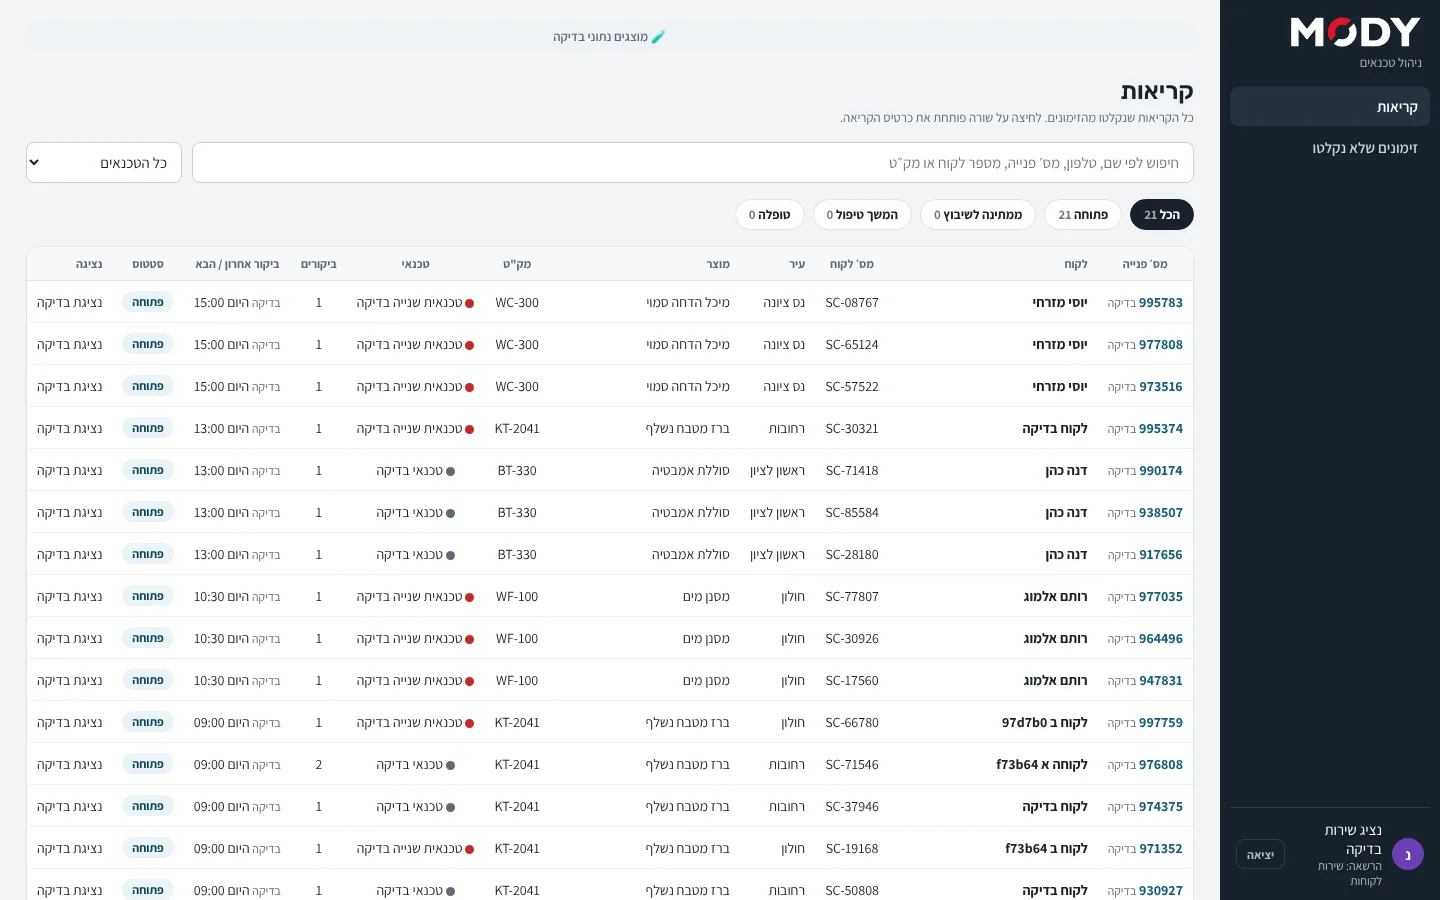 MODY
ניהול טכנאים
קריאות
זימונים שלא נקלטו
נציג שירות בדיקה
הרשאה: שירות לקוחות
נ
יציאה
🧪 מוצגים נתוני בדיקה
קריאות
כל הקריאות שנקלטו מהזימונים. לחיצה על שורה פותחת את כרטיס הקריאה.
חיפוש לפי שם, טלפון, מס׳ פנייה, מספר לקוח או מק״ט
כל הטכנאים
הכל 21 פתוחה 21 ממתינה לשיבוץ 0 המשך טיפול 0 טופלה 0
מס׳ פנייה לקוח מס׳ לקוח עיר מוצר מק"ט טכנאי ביקורים ביקור אחרון / הבא סטטוס נציגה
995783 בדיקה יוסי מזרחי SC-08767 נס ציונה מיכל הדחה סמוי WC-300 טכנאית שנייה בדיקה 1 בדיקה היום 15:00 פתוחה נציגת בדיקה
977808 בדיקה יוסי מזרחי SC-65124 נס ציונה מיכל הדחה סמוי WC-300 טכנאית שנייה בדיקה 1 בדיקה היום 15:00 פתוחה נציגת בדיקה
973516 בדיקה יוסי מזרחי SC-57522 נס ציונה מיכל הדחה סמוי WC-300 טכנאית שנייה בדיקה 1 בדיקה היום 15:00 פתוחה נציגת בדיקה
995374 בדיקה לקוח בדיקה SC-30321 רחובות ברז מטבח נשלף KT-2041 טכנאית שנייה בדיקה 1 בדיקה היום 13:00 פתוחה נציגת בדיקה
990174 בדיקה דנה כהן SC-71418 ראשון לציון סוללת אמבטיה BT-330 טכנאי בדיקה 1 בדיקה היום 13:00 פתוחה נציגת בדיקה
938507 בדיקה דנה כהן SC-85584 ראשון לציון סוללת אמבטיה BT-330 טכנאי בדיקה 1 בדיקה היום 13:00 פתוחה נציגת בדיקה
917656 בדיקה דנה כהן SC-28180 ראשון לציון סוללת אמבטיה BT-330 טכנאי בדיקה 1 בדיקה היום 13:00 פתוחה נציגת בדיקה
977035 בדיקה רותם אלמוג SC-77807 חולון מסנן מים WF-100 טכנאית שנייה בדיקה 1 בדיקה היום 10:30 פתוחה נציגת בדיקה
964496 בדיקה רותם אלמוג SC-30926 חולון מסנן מים WF-100 טכנאית שנייה בדיקה 1 בדיקה היום 10:30 פתוחה נציגת בדיקה
947831 בדיקה רותם אלמוג SC-17560 חולון מסנן מים WF-100 טכנאית שנייה בדיקה 1 בדיקה היום 10:30 פתוחה נציגת בדיקה
997759 בדיקה לקוח ב 97d7b0 SC-66780 חולון ברז מטבח נשלף KT-2041 טכנאית שנייה בדיקה 1 בדיקה היום 09:00 פתוחה נציגת בדיקה
976808 בדיקה לקוחה א f73b64 SC-71546 רחובות ברז מטבח נשלף KT-2041 טכנאי בדיקה 2 בדיקה היום 09:00 פתוחה נציגת בדיקה
974375 בדיקה לקוח בדיקה SC-37946 רחובות ברז מטבח נשלף KT-2041 טכנאי בדיקה 1 בדיקה היום 09:00 פתוחה נציגת בדיקה
971352 בדיקה לקוח ב f73b64 SC-19168 חולון ברז מטבח נשלף KT-2041 טכנאית שנייה בדיקה 1 בדיקה היום 09:00 פתוחה נציגת בדיקה
930927 בדיקה לקוח בדיקה SC-50808 רחובות ברז מטבח נשלף KT-2041 טכנאי בדיקה 1 בדיקה היום 09:00 פתוחה נציגת בדיקה